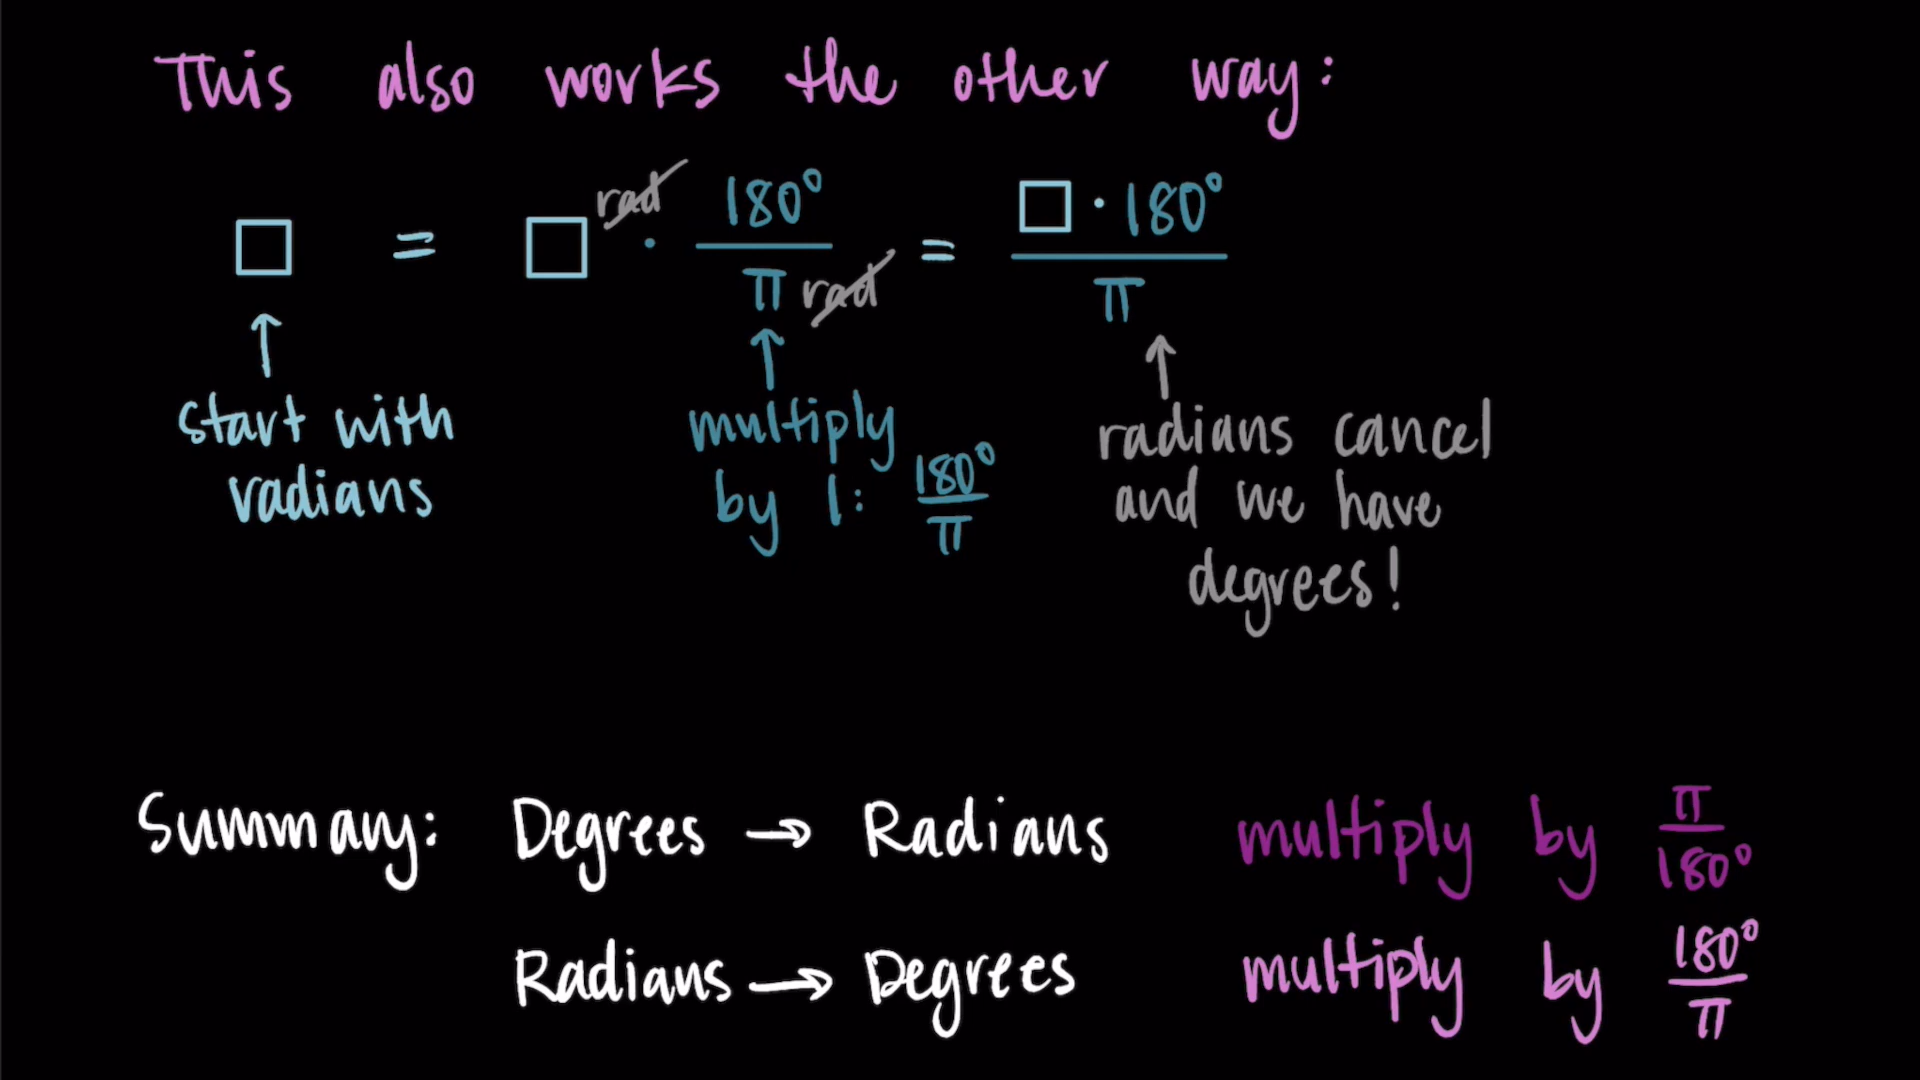 This also works the other way:
□ = □ rad · 180° / π rad = □ · 180° / π
start with
radians
multiply
by 1: 180° / π
radians cancel
and we have
degrees!
Summary: Degrees → Radians multiply by π / 180°
Radians → Degrees multiply by 180° / π